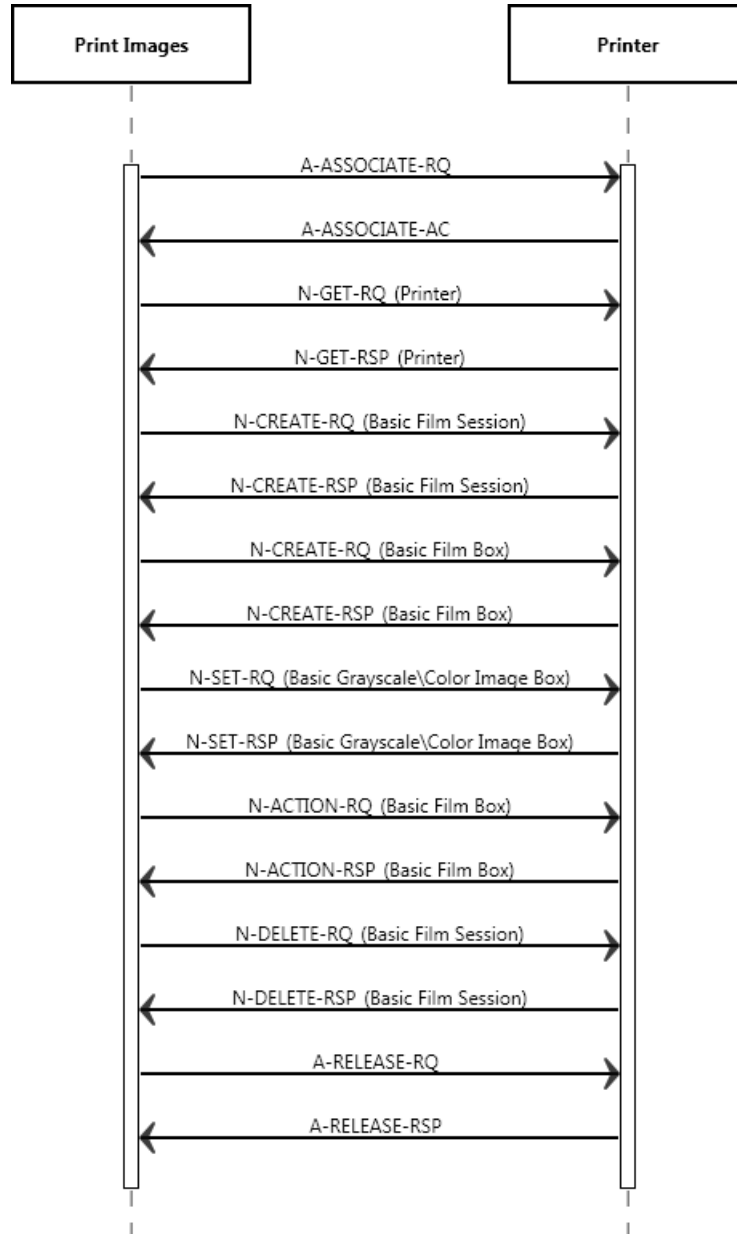 Print Images
Printer
A-ASSOCIATE-RQ
A-ASSOCIATE-AC
N-GET-RQ (Printer)
N-GET-RSP (Printer)
N-CREATE-RQ (Basic Film Session)
N-CREATE-RSP (Basic Film Session)
N-CREATE-RQ (Basic Film Box)
N-CREATE-RSP (Basic Film Box)
N-SET-RQ (Basic Grayscale\Color Image Box)
N-SET-RSP (Basic Grayscale\Color Image Box)
N-ACTION-RQ (Basic Film Box)
N-ACTION-RSP (Basic Film Box)
N-DELETE-RQ (Basic Film Session)
N-DELETE-RSP (Basic Film Session)
A-RELEASE-RQ
A-RELEASE-RSP